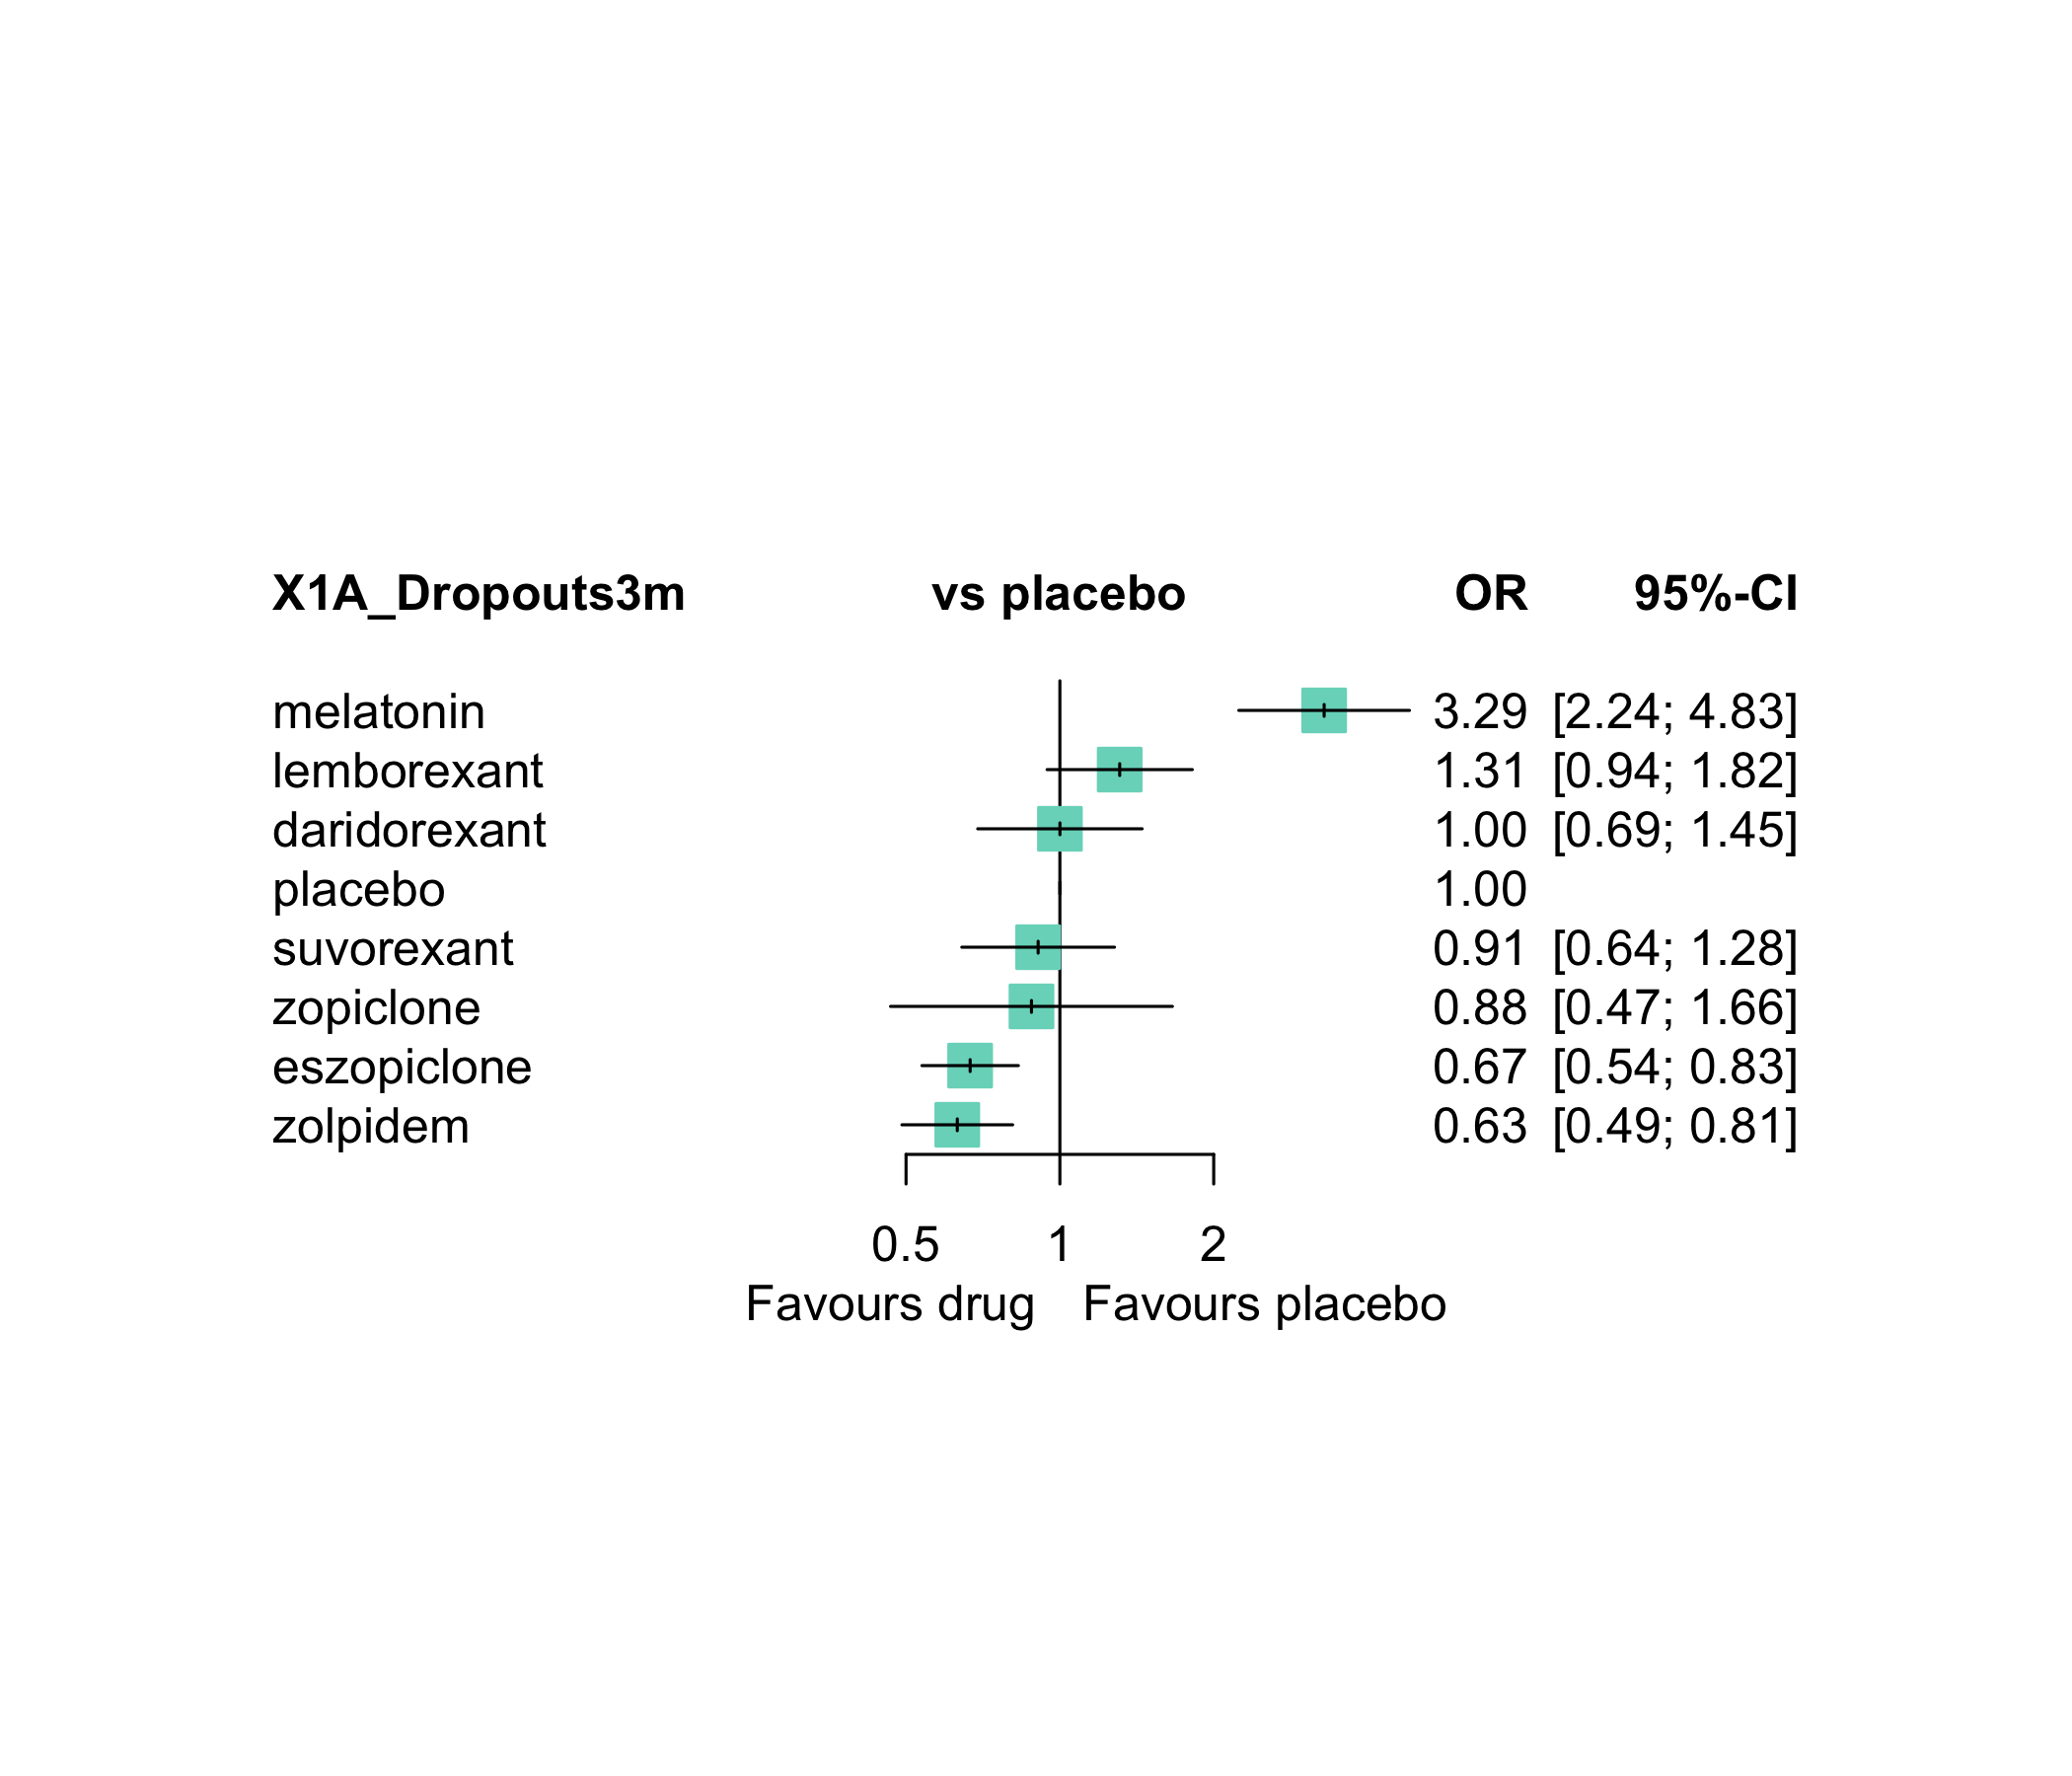 X1A_Dropouts3m vs placebo OR 95%-CI
melatonin 3.29 [2.24; 4.83]
lemborexant 1.31 [0.94; 1.82]
daridorexant 1.00 [0.69; 1.45]
placebo 1.00
suvorexant 0.91 [0.64; 1.28]
zopiclone 0.88 [0.47; 1.66]
eszopiclone 0.67 [0.54; 0.83]
zolpidem 0.63 [0.49; 0.81]
0.5 1 2
Favours drug Favours placebo